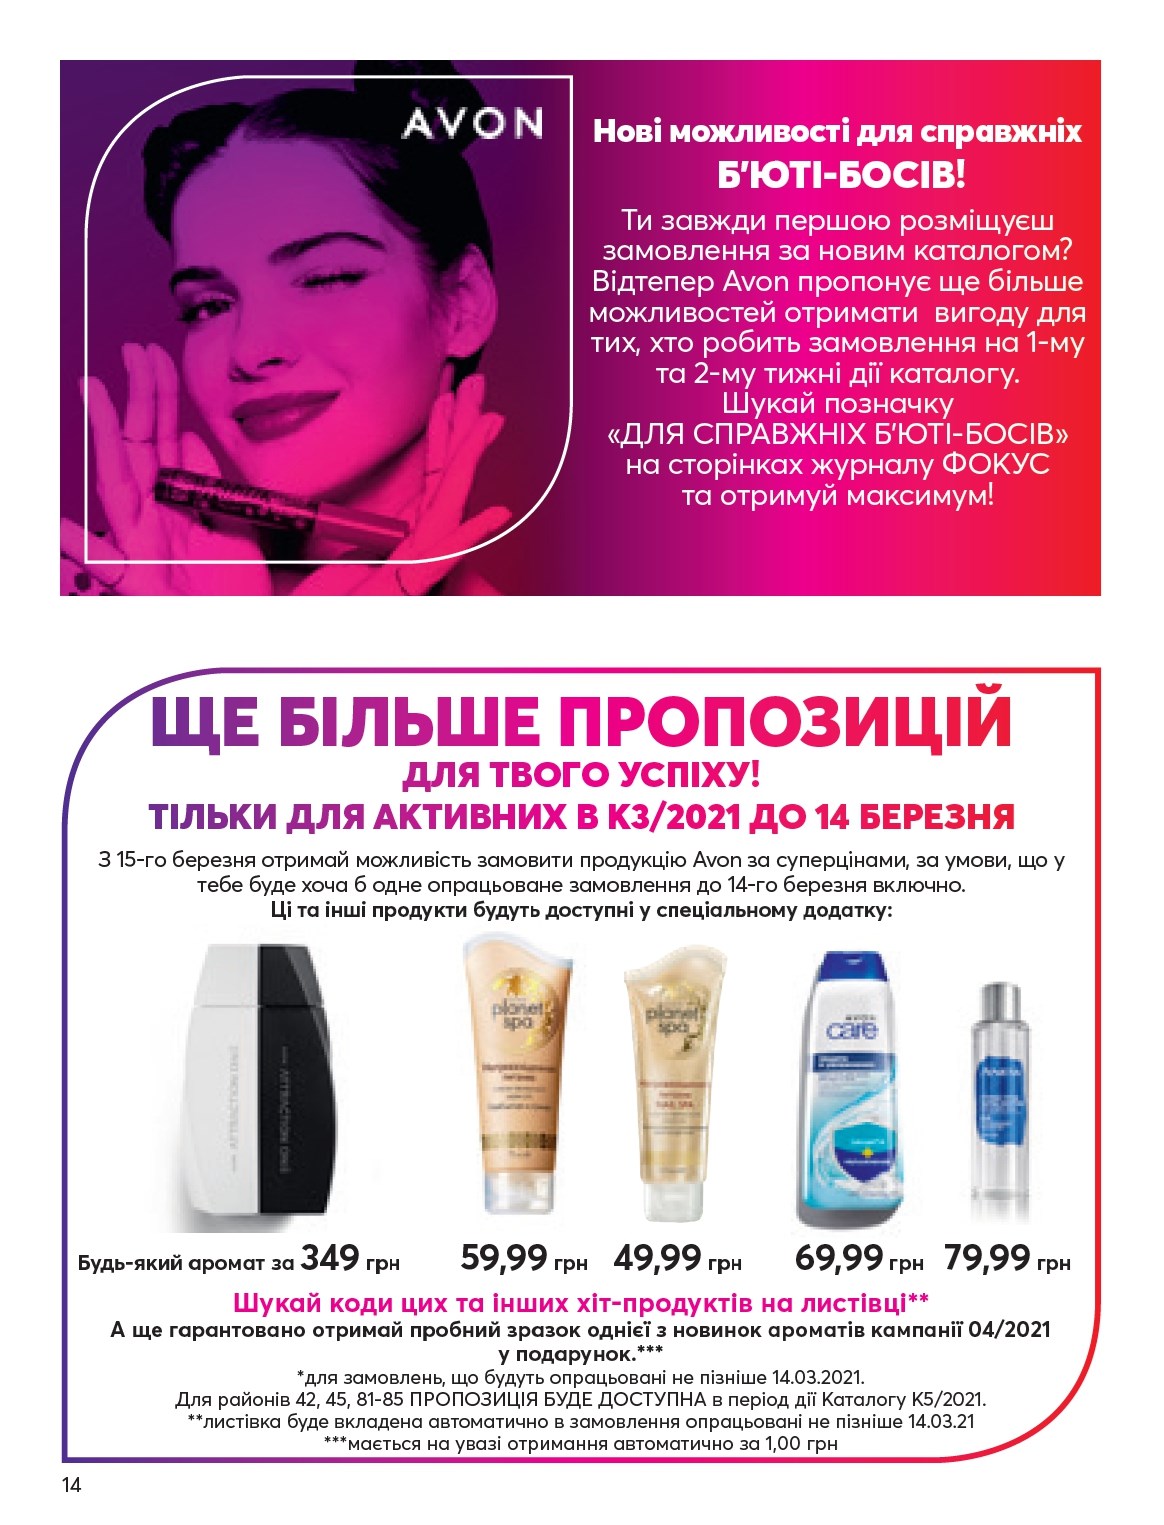 AVON
Нові можливості для справжніх
Б'ЮТІ-БОСІВ!
Ти завжди першою розміщуєш
замовлення за новим каталогом?
Відтепер Avon пропонує ще більше
можливостей отримати вигоду для
тих, хто робить замовлення на 1-му
та 2-му тижні дії каталогу.
Шукай позначку
«ДЛЯ СПРАВЖНІХ Б'ЮТІ-БОСІВ»
на сторінках журналу ФОКУС
та отримуй максимум!
ЩЕ БІЛЬШЕ ПРОПОЗИЦІЙ
ДЛЯ ТВОГО УСПІХУ!
ТІЛЬКИ ДЛЯ АКТИВНИХ В К3/2021 ДО 14 БЕРЕЗНЯ
З 15-го березня отримай можливість замовити продукцію Avon за суперцінами, за умови, що у
тебе буде хоча б одне опрацьоване замовлення до 14-го березня включно.
Ці та інші продукти будуть доступні у спеціальному додатку:
ATTRACTION ATTRACTION
planet spa
planet spa
AVON
care
Будь-який аромат за 349 грн
59,99 грн
49,99 грн
69,99 грн
79,99 грн
Шукай коди цих та інших хіт-продуктів на листівці**
А ще гарантовано отримай пробний зразок однієї з новинок ароматів кампанії 04/2021
у подарунок.***
*для замовлень, що будуть опрацьовані не пізніше 14.03.2021.
Для районів 42, 45, 81-85 ПРОПОЗИЦІЯ БУДЕ ДОСТУПНА в період дії Каталогу К5/2021.
**листівка буде вкладена автоматично в замовлення опрацьовані не пізніше 14.03.21
***мається на увазі отримання автоматично за 1,00 грн
14